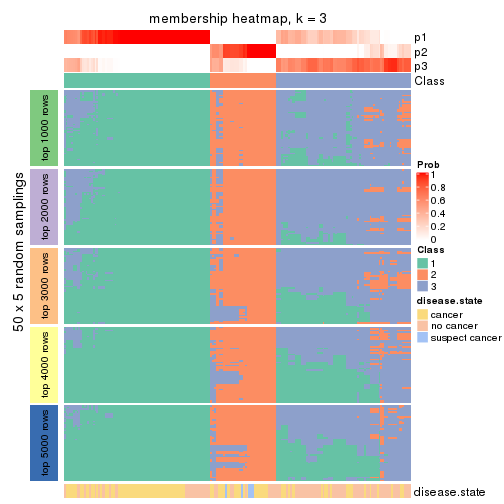 membership heatmap, k = 3
p1
p2
p3
Class
50 x 5 random samplings
top 1000 rows
top 2000 rows
top 3000 rows
top 4000 rows
top 5000 rows
Prob
1
0.8
0.6
0.4
0.2
0
Class
1
2
3
disease.state
cancer
no cancer
suspect cancer
disease.state